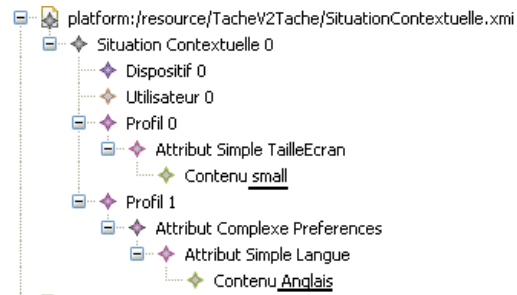 platform:/resource/TacheV2Tache/SituationContextuelle.xmi
Situation Contextuelle 0
Dispositif 0
Utilisateur 0
Profil 0
Attribut Simple TailleEcran
Contenu small
Profil 1
Attribut Complexe Preferences
Attribut Simple Langue
Contenu Anglais